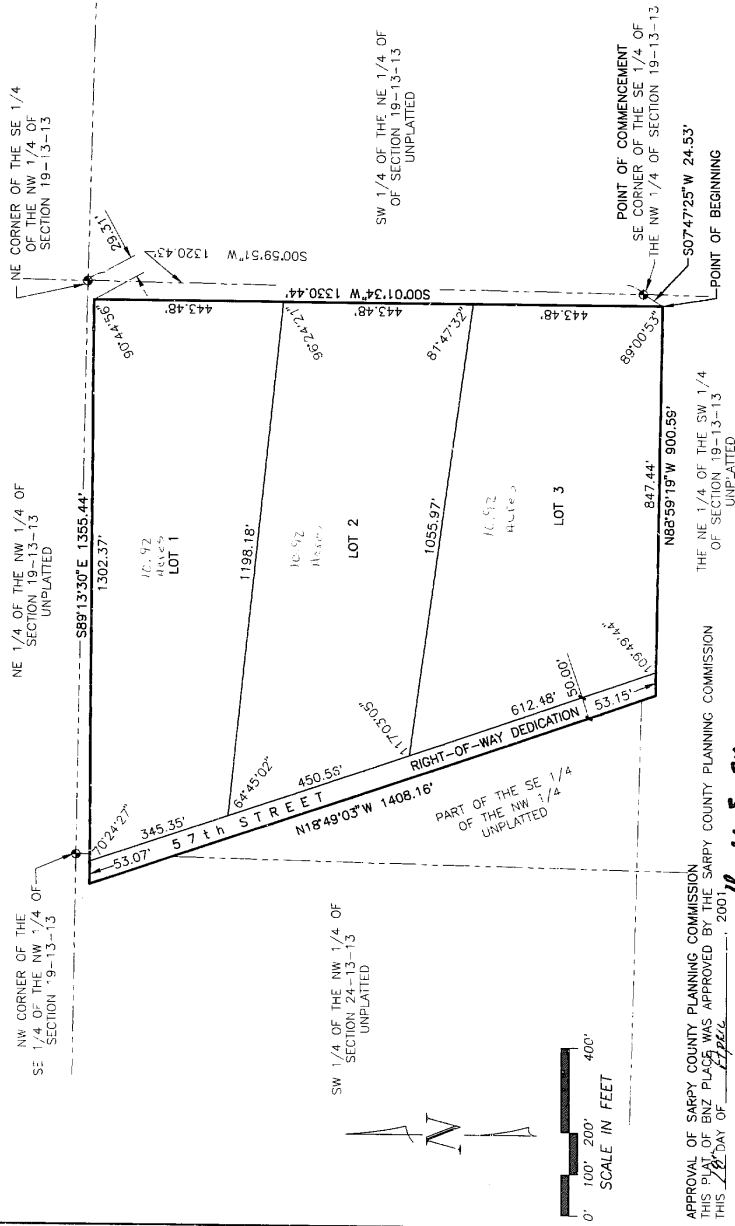 NW CORNER OF THE
SE 1/4 OF THE NW 1/4 OF
SECTION 19-13-13
NE 1/4 OF THE NW 1/4 OF
SECTION 19-13-13
UNPLATTED
NE CORNER OF THE SE 1/4
OF THE NW 1/4 OF
SECTION 19-13-13
29.31'
S00°59'51"W 1320.43'
S89°13'30"E 1355.44'
1302.37'
53.07'
70°24'27"
90°44'56"
345.35'
10.92
Acres
LOT 1
443.48'
1198.18'
64°45'02"
96°24'21"
57th STREET
450.56'
10.92
Acres
LOT 2
443.48'
S00°01'34"W 1330.44'
SW 1/4 OF THE NE 1/4
OF SECTION 19-13-13
UNPLATTED
1055.97'
117°03'05"
81°47'32"
N18°49'03"W 1408.16'
RIGHT-OF-WAY DEDICATION
612.48'
10.92
Acres
LOT 3
443.48'
50.00'
53.15'
109°49'44"
89°00'53"
847.44'
N88°59'19"W 900.59'
PART OF THE SE 1/4
OF THE NW 1/4
UNPLATTED
SW 1/4 OF THE NW 1/4 OF
SECTION 24-13-13
UNPLATTED
THE NE 1/4 OF THE SW 1/4
OF SECTION 19-13-13
UNPLATTED
POINT OF COMMENCEMENT
SE CORNER OF THE SE 1/4 OF
THE NW 1/4 OF SECTION 19-13-13
S07°47'25"W 24.53'
POINT OF BEGINNING
N
0' 100' 200' 400'
SCALE IN FEET
APPROVAL OF SARPY COUNTY PLANNING COMMISSION
THIS PLAT OF BNZ PLACE WAS APPROVED BY THE SARPY COUNTY PLANNING COMMISSION
THIS DAY OF April, 2001